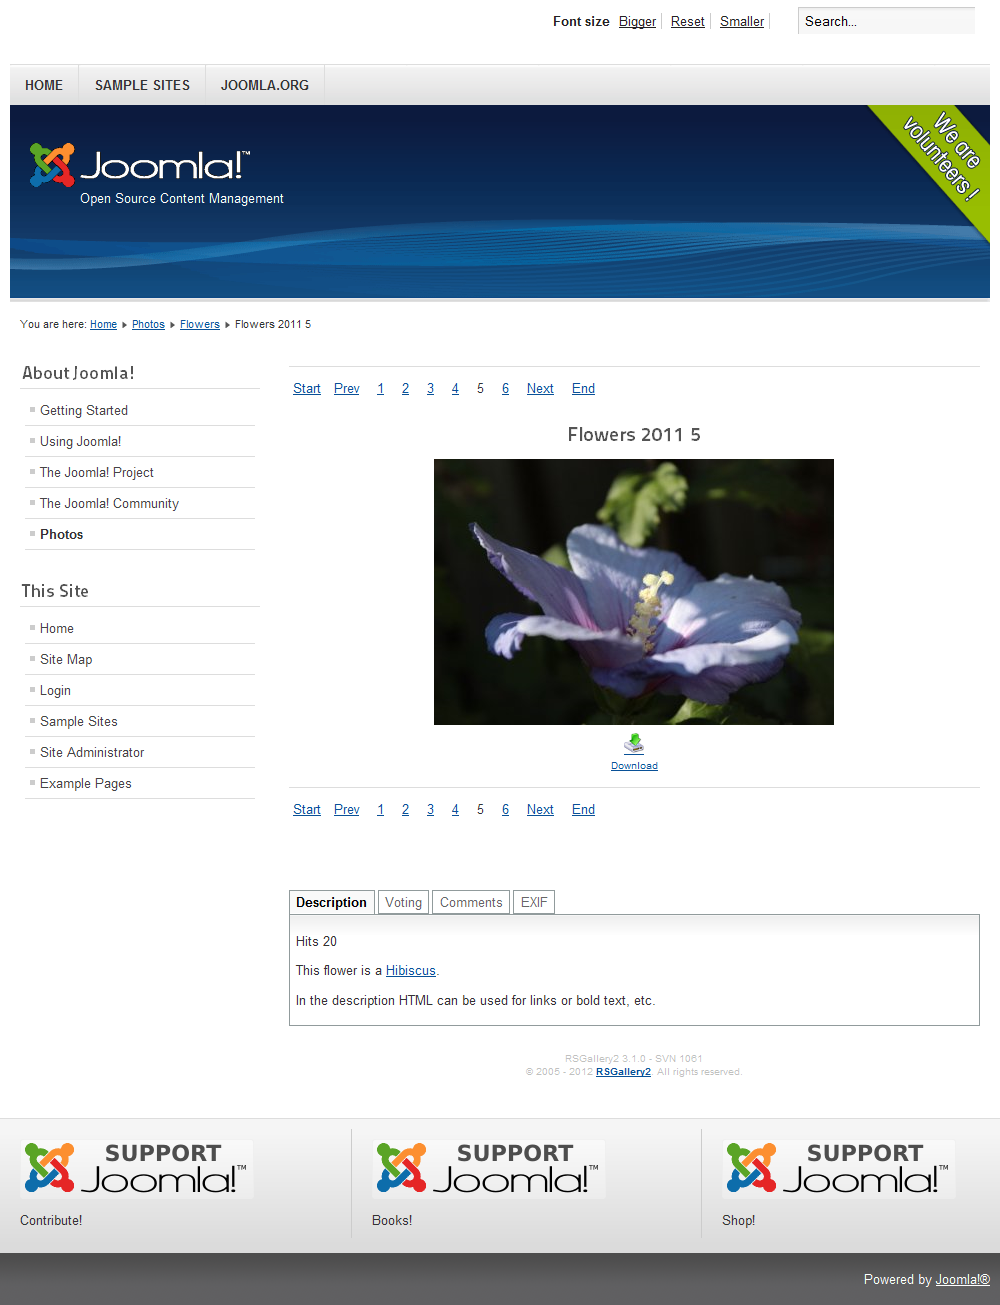 Font size Bigger Reset Smaller Search...
HOME SAMPLE SITES JOOMLA.ORG
We are
volunteers !
Joomla!™
Open Source Content Management
You are here: Home Photos Flowers Flowers 2011 5
About Joomla!
Getting Started
Using Joomla!
The Joomla! Project
The Joomla! Community
Photos
This Site
Home
Site Map
Login
Sample Sites
Site Administrator
Example Pages
Start Prev 1 2 3 4 5 6 Next End
Flowers 2011 5
Download
Start Prev 1 2 3 4 5 6 Next End
Description Voting Comments EXIF
Hits 20
This flower is a Hibiscus.
In the description HTML can be used for links or bold text, etc.
RSGallery2 3.1.0 - SVN 1061
© 2005 - 2012 RSGallery2. All rights reserved.
SUPPORT
Joomla!™
Contribute!
SUPPORT
Joomla!™
Books!
SUPPORT
Joomla!™
Shop!
Powered by Joomla!®